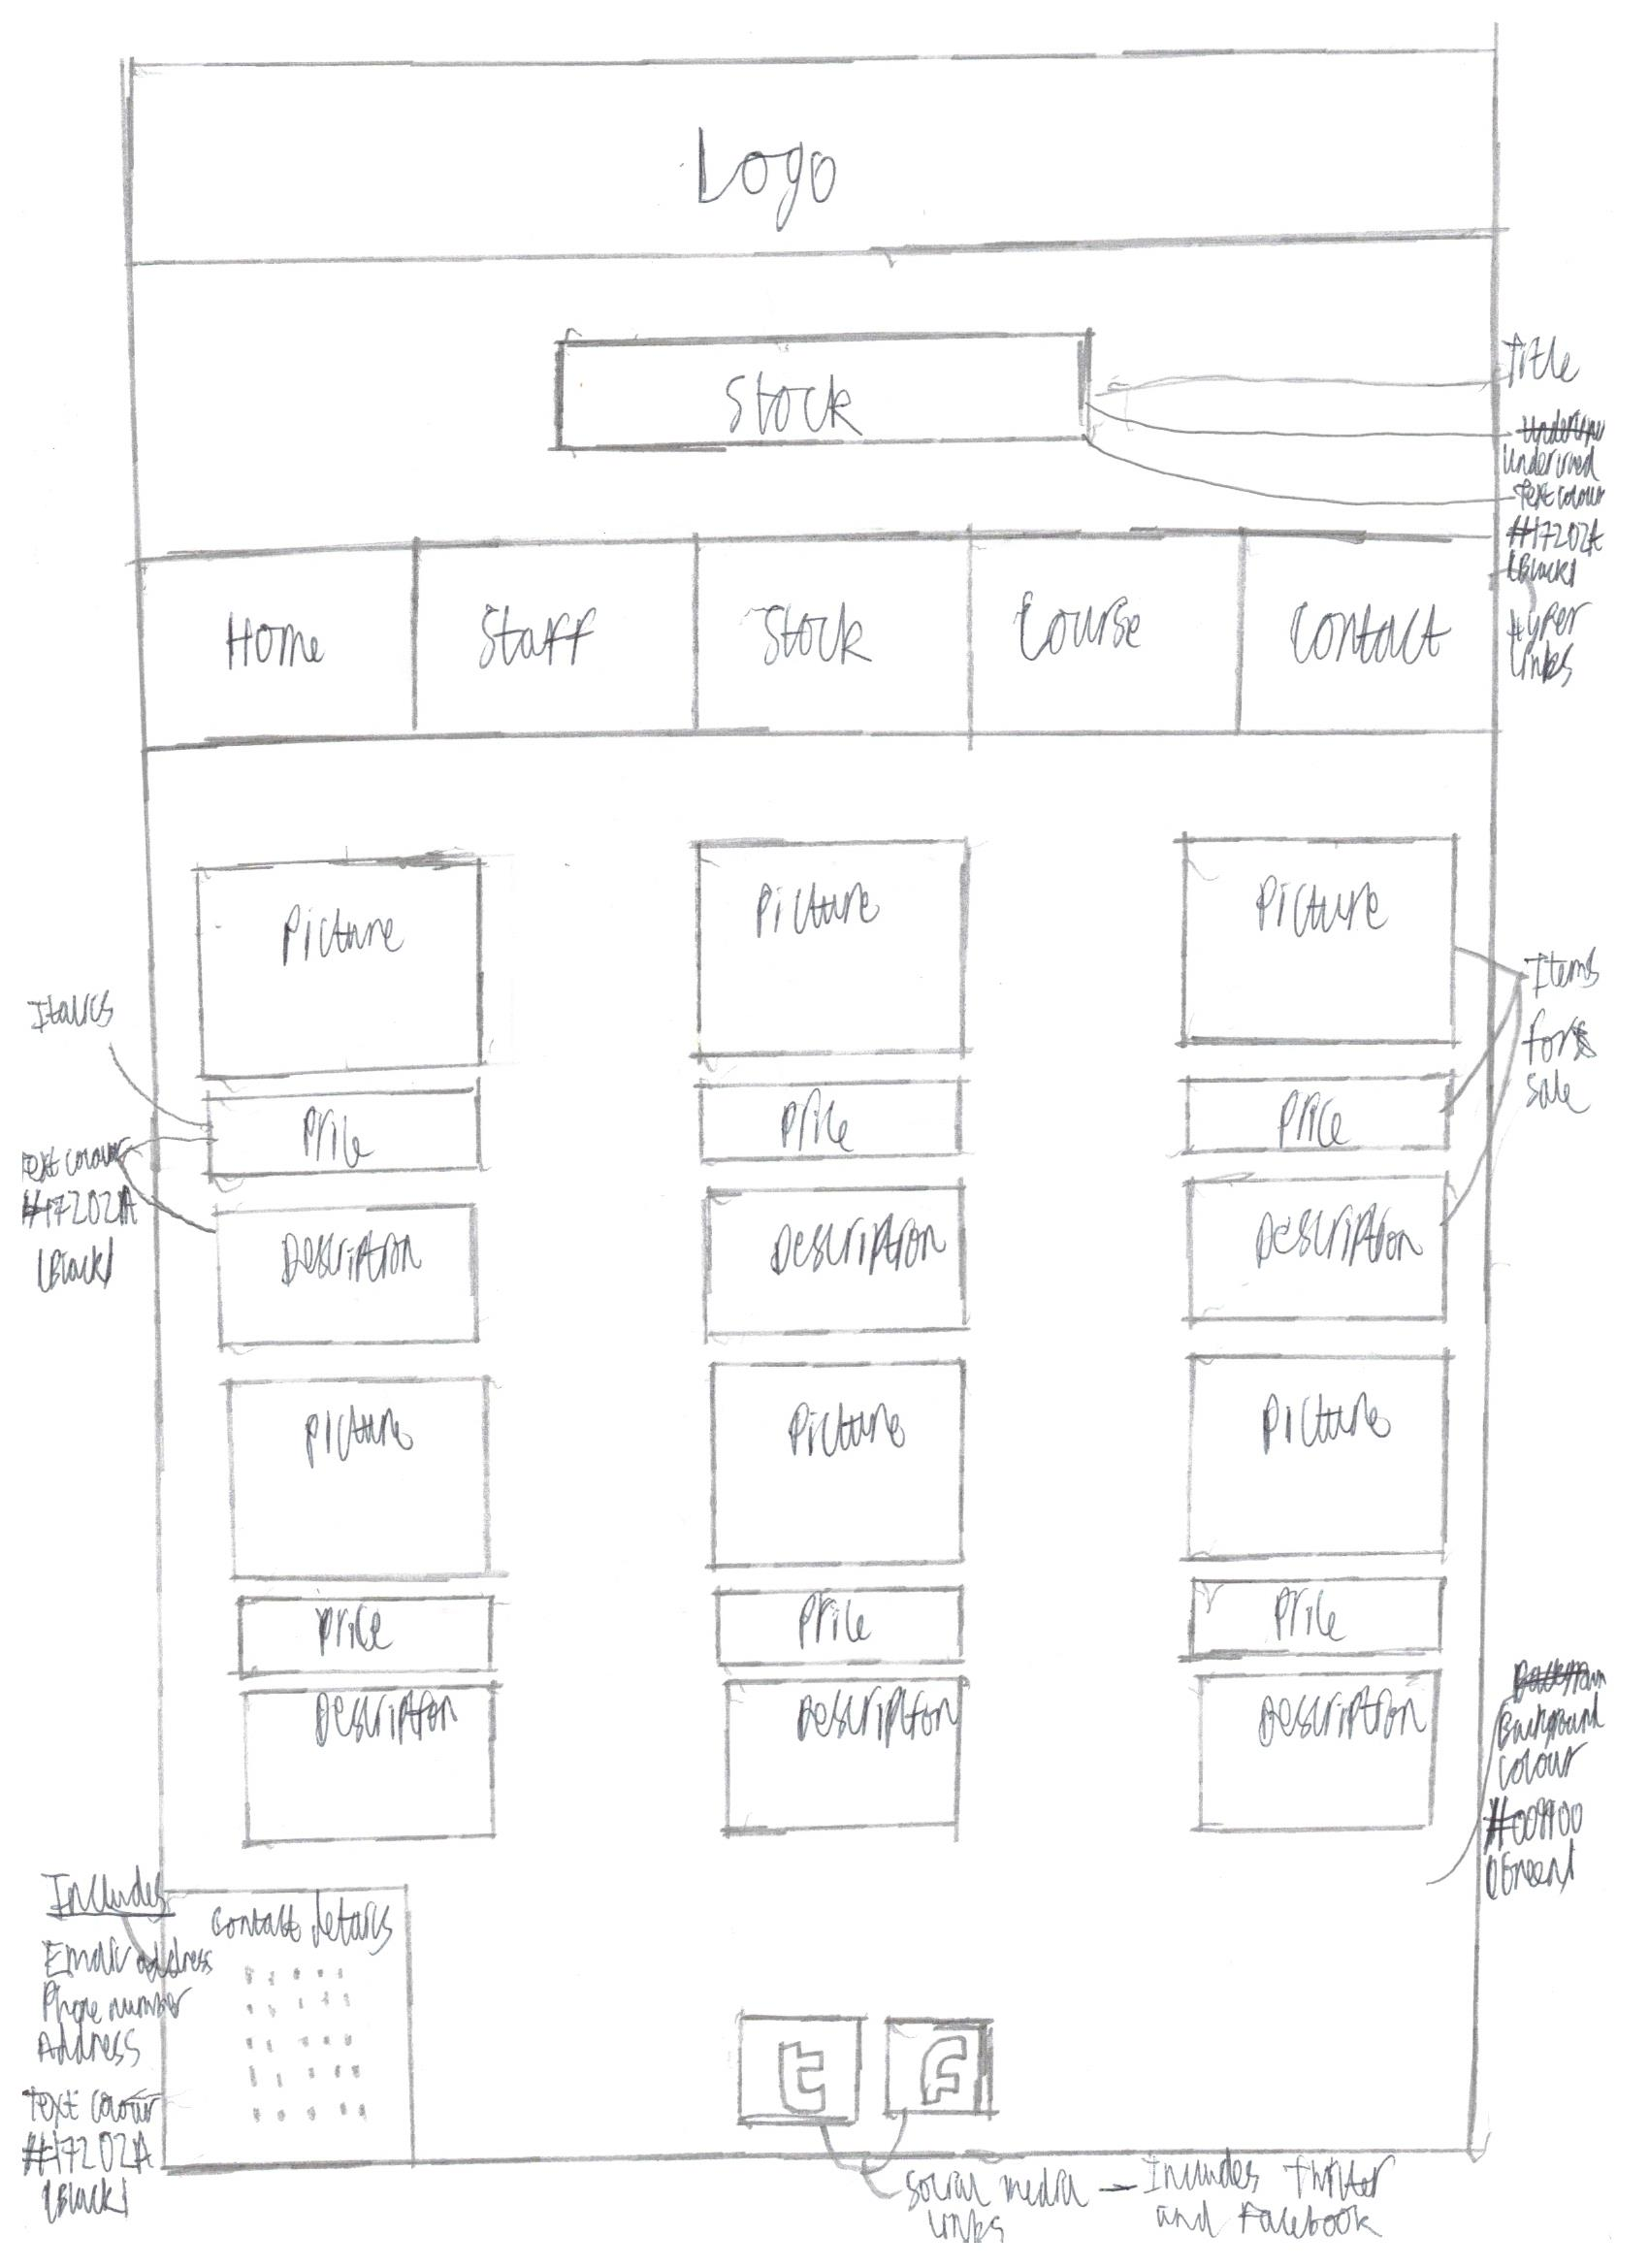 Logo
Stock
Title
Underlined
Text colour
#17202A
(Black)
Home
Staff
Stock
Course
Contact
Hyper
links
Picture
Picture
Picture
Items
for
sale
Italics
Price
Price
Price
Text colour
#17202A
(Black)
Description
Description
Description
Picture
Picture
Picture
Price
Price
Price
Description
Description
Description
Background
colour
#009900
(Green)
Includes
Email address
Phone number
Address
Contact details
Text colour
#17202A
(Black)
t
f
Social media
links
— Includes Twitter
and Facebook